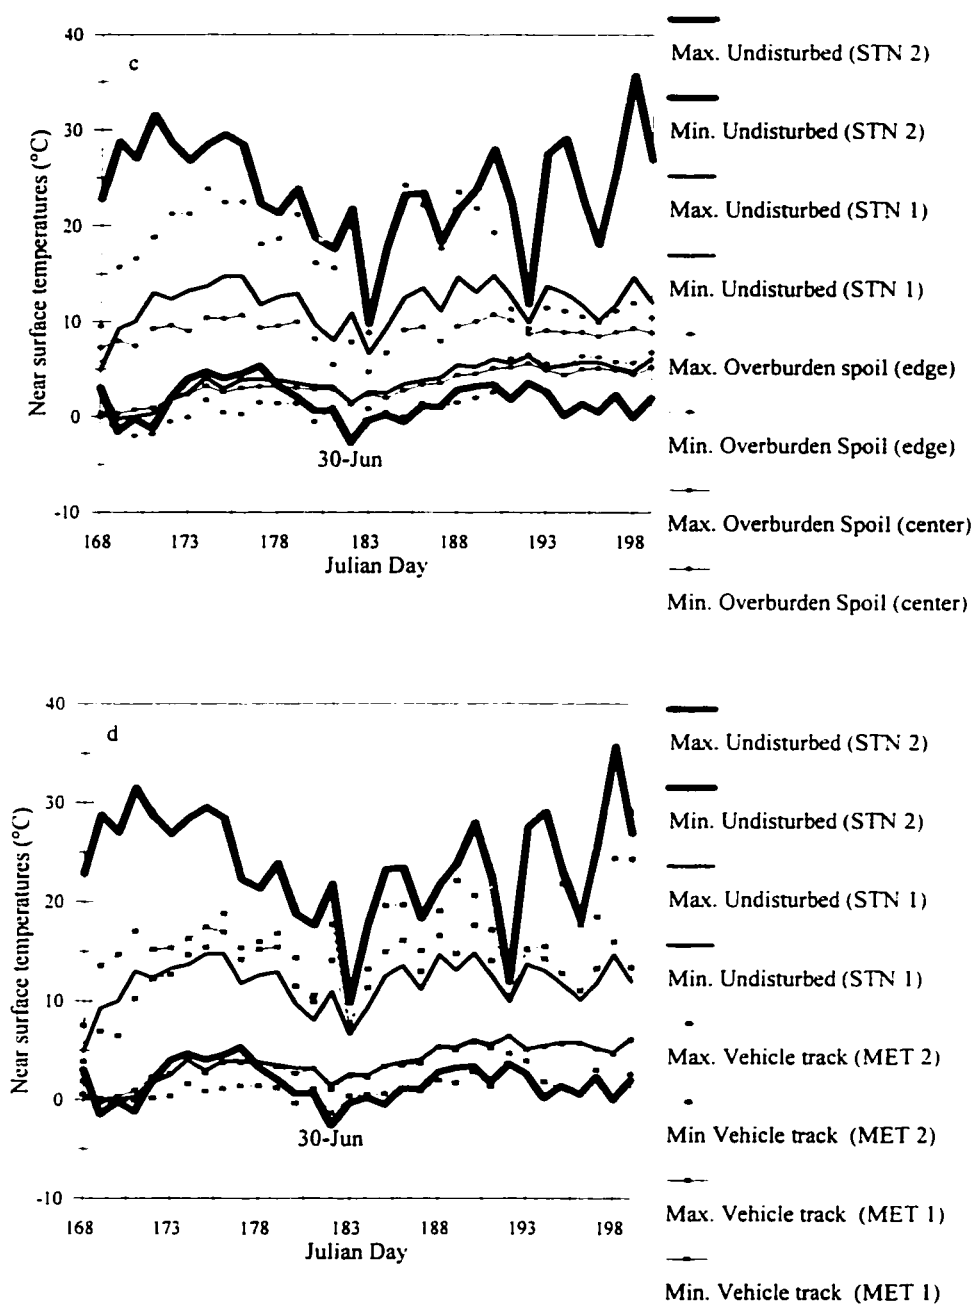 c
40
30
20
10
0
-10
Near surface temperatures (°C)
30-Jun
168 173 178 183 188 193 198
Julian Day
Max. Undisturbed (STN 2)
Min. Undisturbed (STN 2)
Max. Undisturbed (STN 1)
Min. Undisturbed (STN 1)
Max. Overburden spoil (edge)
Min. Overburden Spoil (edge)
Max. Overburden Spoil (center)
Min. Overburden Spoil (center)
d
40
30
20
10
0
-10
Near surface temperatures (°C)
30-Jun
168 173 178 183 188 193 198
Julian Day
Max. Undisturbed (STN 2)
Min. Undisturbed (STN 2)
Max. Undisturbed (STN 1)
Min. Undisturbed (STN 1)
Max. Vehicle track (MET 2)
Min Vehicle track (MET 2)
Max. Vehicle track (MET 1)
Min. Vehicle track (MET 1)